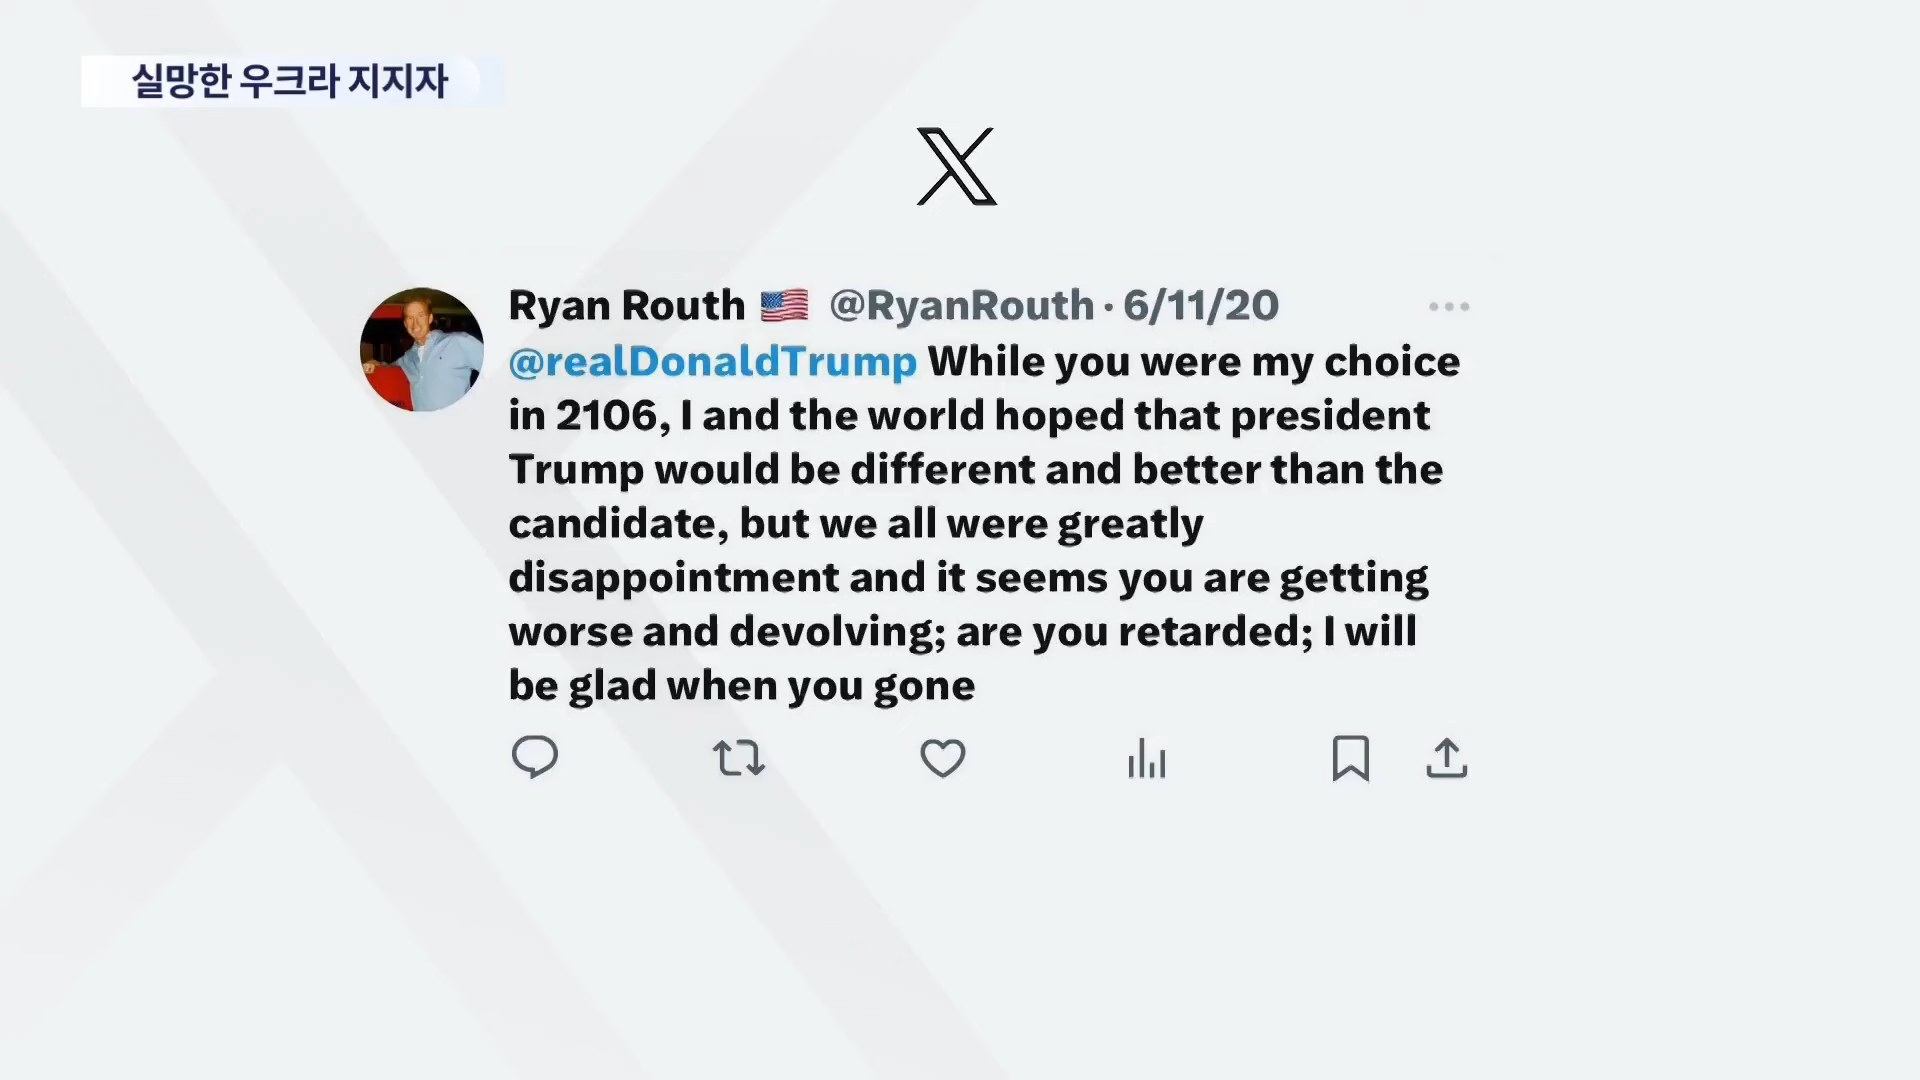 실망한 우크라 지지자
Ryan Routh 🇺🇸 @RyanRouth · 6/11/20
@realDonaldTrump While you were my choice
in 2106, I and the world hoped that president
Trump would be different and better than the
candidate, but we all were greatly
disappointment and it seems you are getting
worse and devolving; are you retarded; I will
be glad when you gone